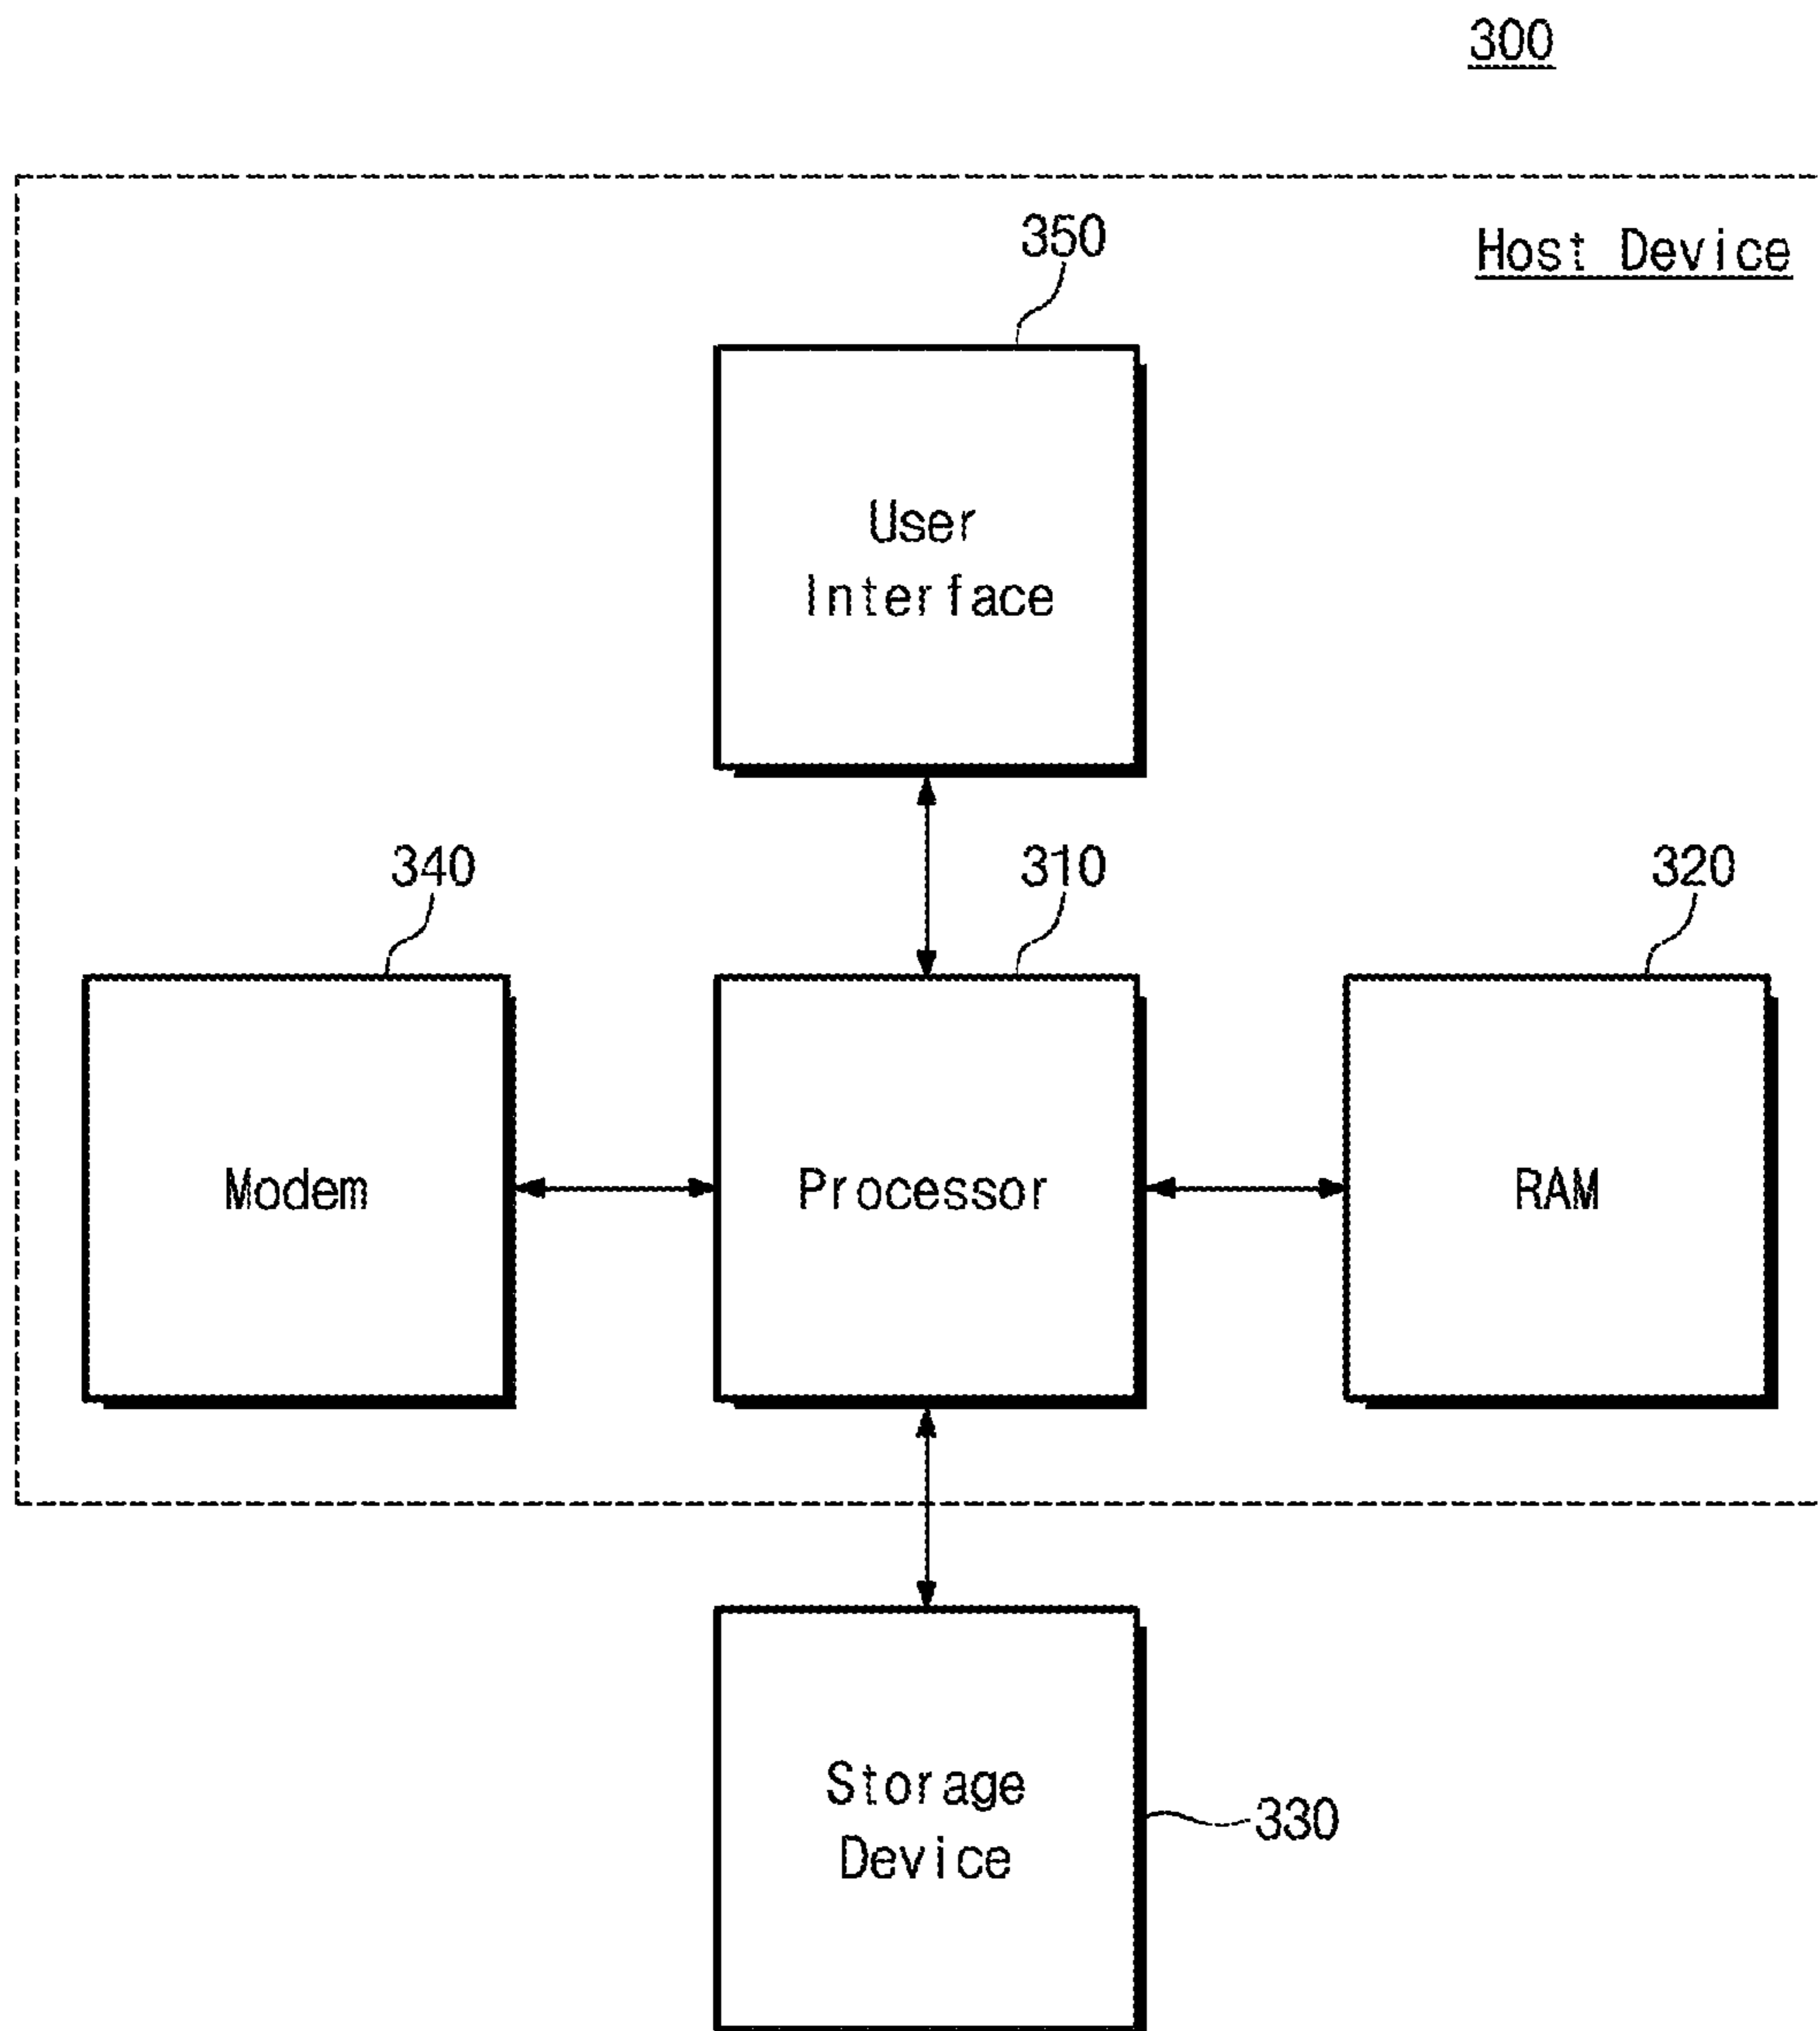 300
Host Device
350
User
Interface
340
310
320
Modem
Processor
RAM
Storage
Device
330